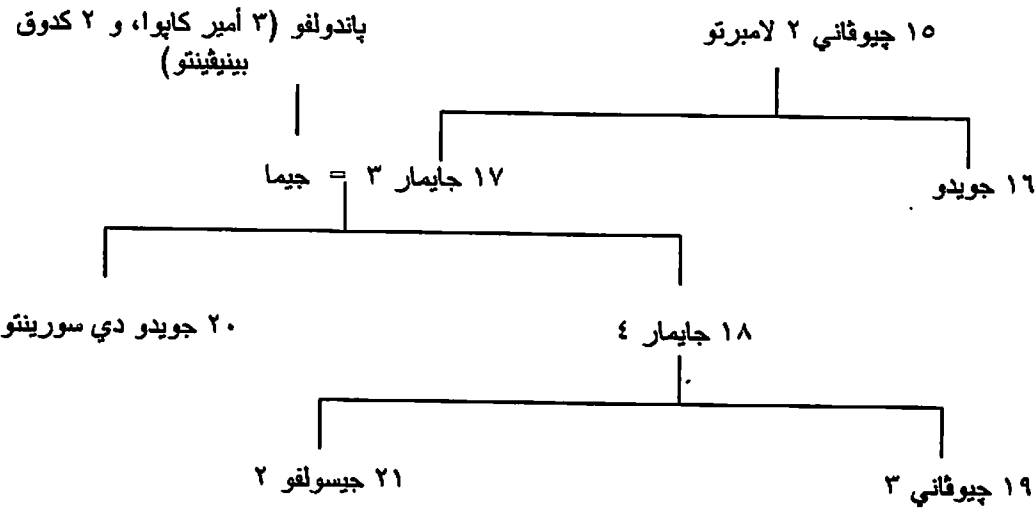 ١٥ چيوڤاني ٢ لامبرتو
پاندولفو (٣ أمير كاپوا، و ٢ كدوق
بينيڤينتو)
١٦ جويدو
١٧ جايمار ٣ = جيما
١٨ جايمار ٤
٢٠ جويدو دي سورينتو
١٩ چيوڤاني ٣
٢١ جيسولفو ٢